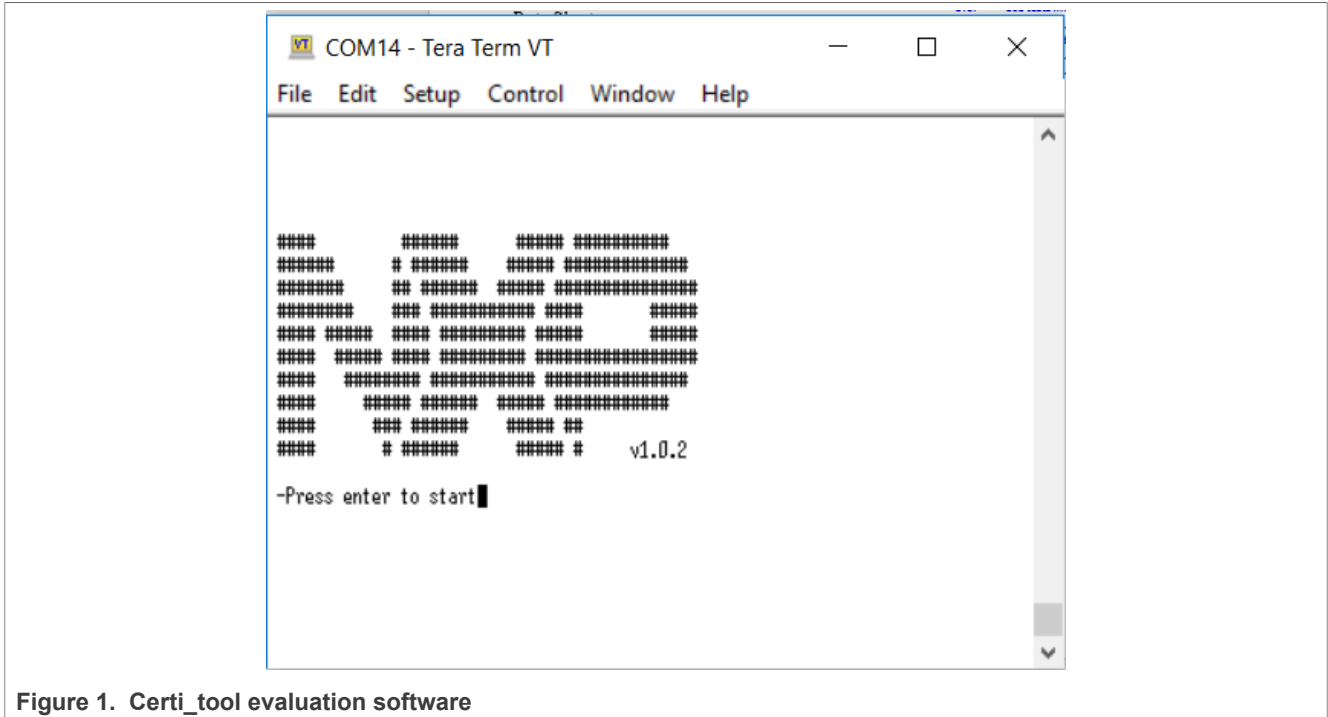 COM14 - Tera Term VT
File Edit Setup Control Window Help
####         ######      ##### ##########
######      # ######    ##### #############
#######     ## ######  ##### ###############
########    ### ########### ####       #####
#### #####  #### ######### #####       #####
####  ##### #### ######### #################
####   ######## ########### ###############
####     ##### ######  ##### ############
####      ### ######    ##### ##
####       # ######      ##### #     v1.0.2
-Press enter to start
Figure 1. Certi_tool evaluation software